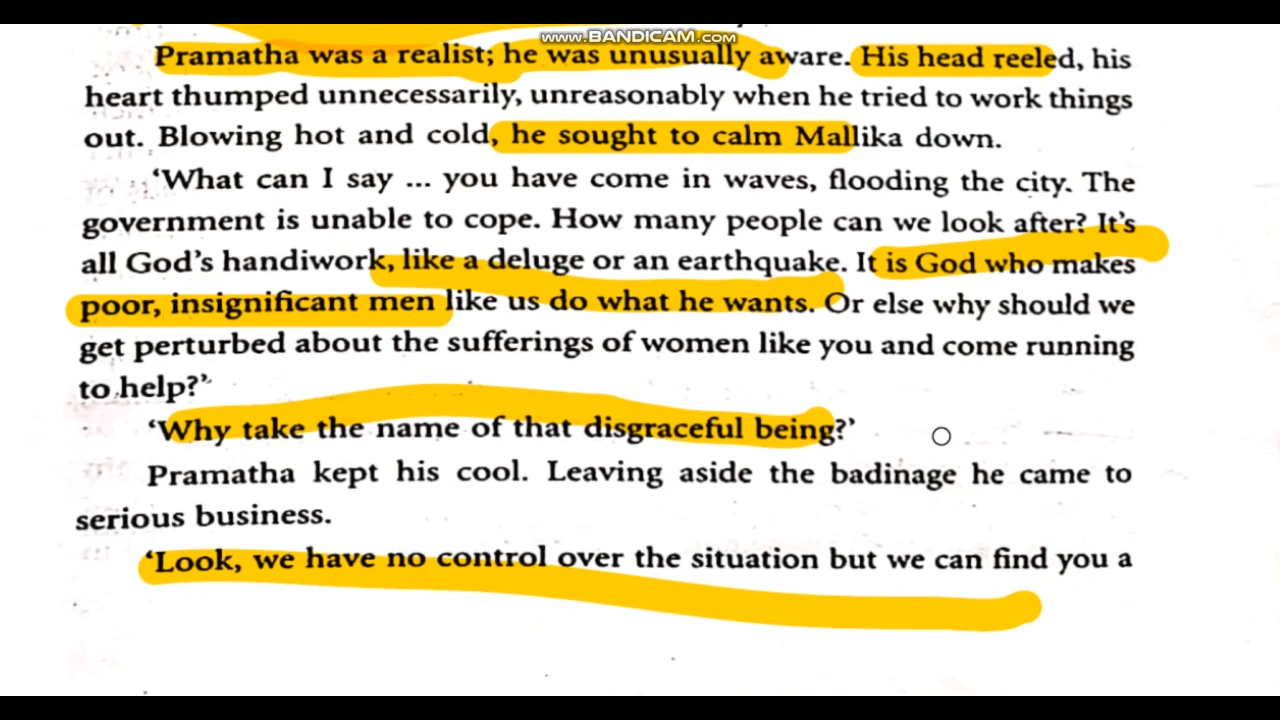 www.BANDICAM.com
Pramatha was a realist; he was unusually aware. His head reeled, his
heart thumped unnecessarily, unreasonably when he tried to work things
out. Blowing hot and cold, he sought to calm Mallika down.
‘What can I say ... you have come in waves, flooding the city. The
government is unable to cope. How many people can we look after? It’s
all God’s handiwork, like a deluge or an earthquake. It is God who makes
poor, insignificant men like us do what he wants. Or else why should we
get perturbed about the sufferings of women like you and come running
to help?’
‘Why take the name of that disgraceful being?’
Pramatha kept his cool. Leaving aside the badinage he came to
serious business.
‘Look, we have no control over the situation but we can find you a